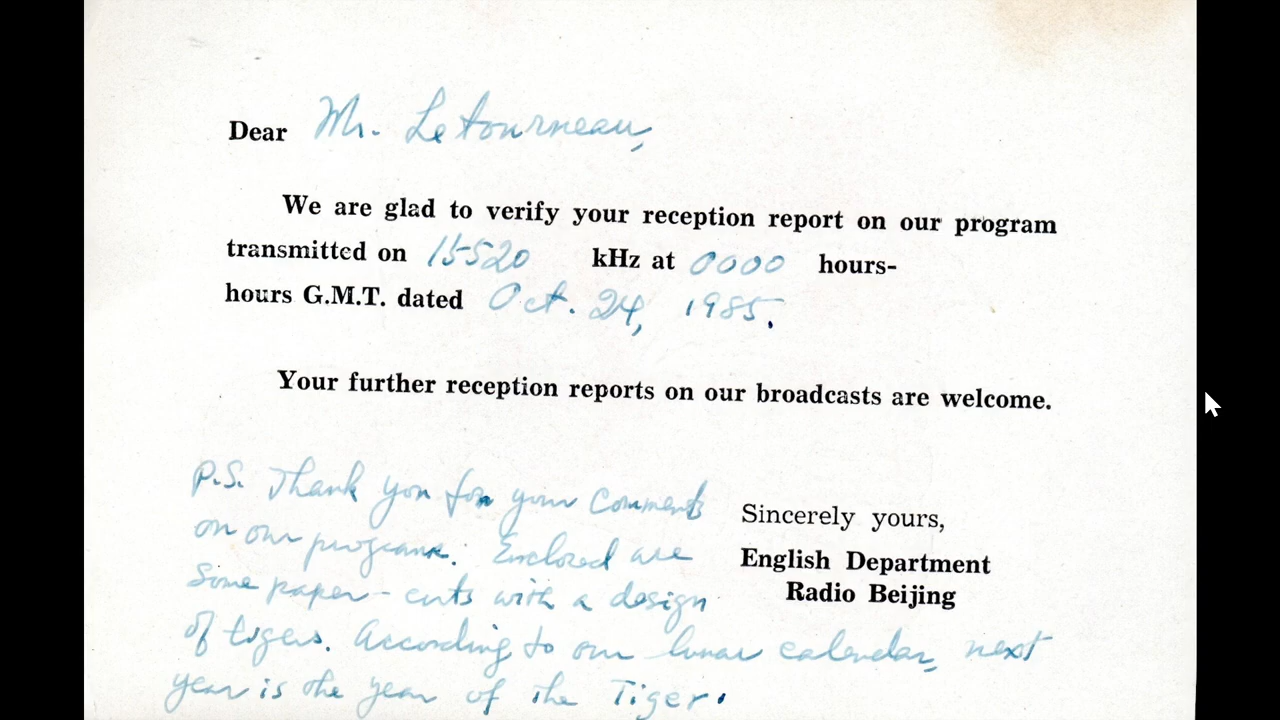 Dear Mr. Letourneau,
We are glad to verify your reception report on our program
transmitted on 15520 kHz at 0000 hours-
hours G.M.T. dated Oct. 24, 1985.
Your further reception reports on our broadcasts are welcome.
P.S. Thank you for your comments
on our program. Enclosed are
some paper-cuts with a design
of tigers. According to our lunar calendar, next
year is the year of the Tiger.
Sincerely yours,
English Department
Radio Beijing